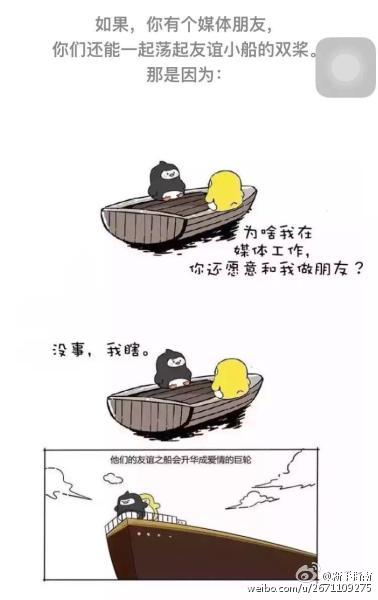 如果，你有个媒体朋友，
你们还能一起荡起友谊小船的双桨。
那是因为：
为啥我在
媒体工作，
你还愿意和我做朋友？
没事，我瞎。
他们的友谊之船会升华成爱情的巨轮
weibo.com/u/2671109275